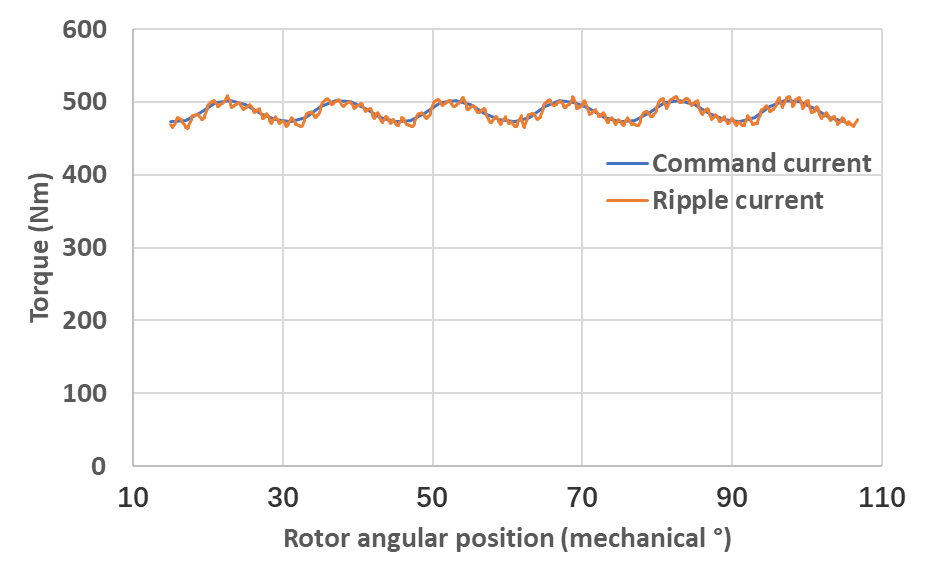 600
500
400
300
200
100
0
Torque (Nm)
Command current
Ripple current
10 30 50 70 90 110
Rotor angular position (mechanical °)